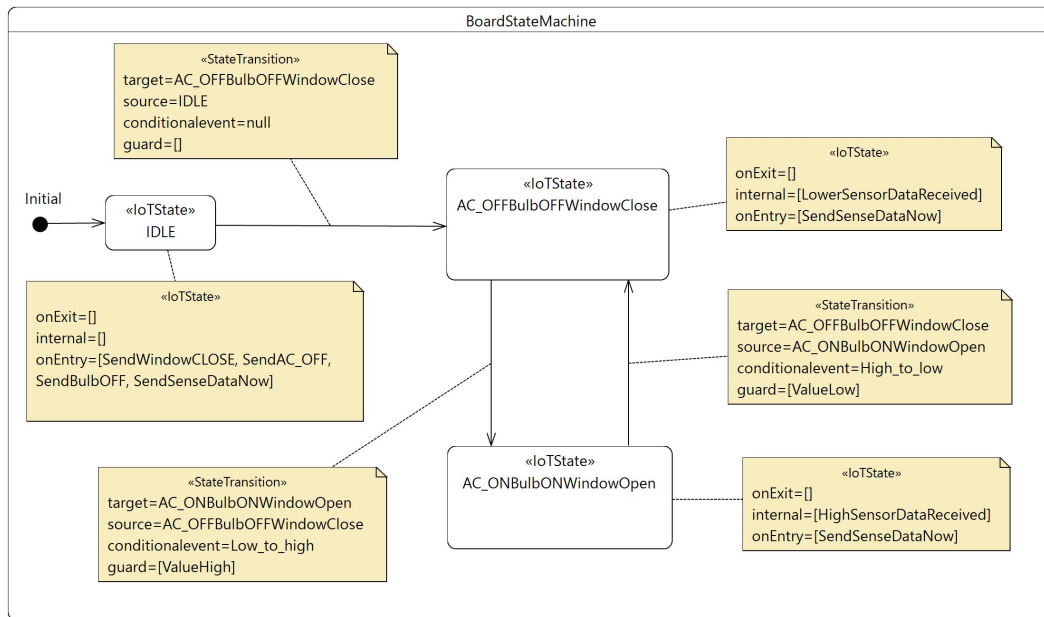 BoardStateMachine
«StateTransition»
target=AC_OFFBulbOFFWindowClose
source=IDLE
conditionalevent=null
guard=[]
Initial
«IoTState»
IDLE
«IoTState»
AC_OFFBulbOFFWindowClose
«IoTState»
onExit=[]
internal=[LowerSensorDataReceived]
onEntry=[SendSenseDataNow]
«IoTState»
onExit=[]
internal=[]
onEntry=[SendWindowCLOSE, SendAC_OFF,
SendBulbOFF, SendSenseDataNow]
«StateTransition»
target=AC_OFFBulbOFFWindowClose
source=AC_ONBulbONWindowOpen
conditionalevent=High_to_low
guard=[ValueLow]
«StateTransition»
target=AC_ONBulbONWindowOpen
source=AC_OFFBulbOFFWindowClose
conditionalevent=Low_to_high
guard=[ValueHigh]
«IoTState»
AC_ONBulbONWindowOpen
«IoTState»
onExit=[]
internal=[HighSensorDataReceived]
onEntry=[SendSenseDataNow]